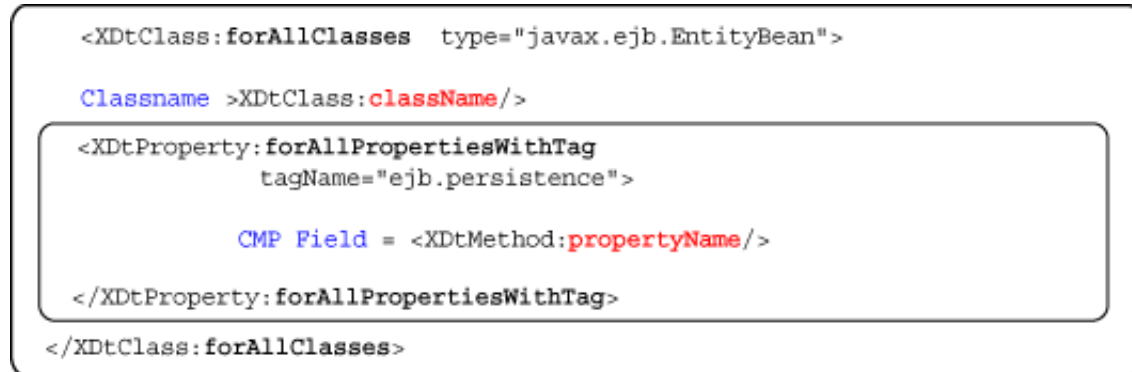 <XDtClass:forAllClasses  type="javax.ejb.EntityBean">
Classname >XDtClass:className/>
<XDtProperty:forAllPropertiesWithTag
tagName="ejb.persistence">
CMP Field = <XDtMethod:propertyName/>
</XDtProperty:forAllPropertiesWithTag>
</XDtClass:forAllClasses>